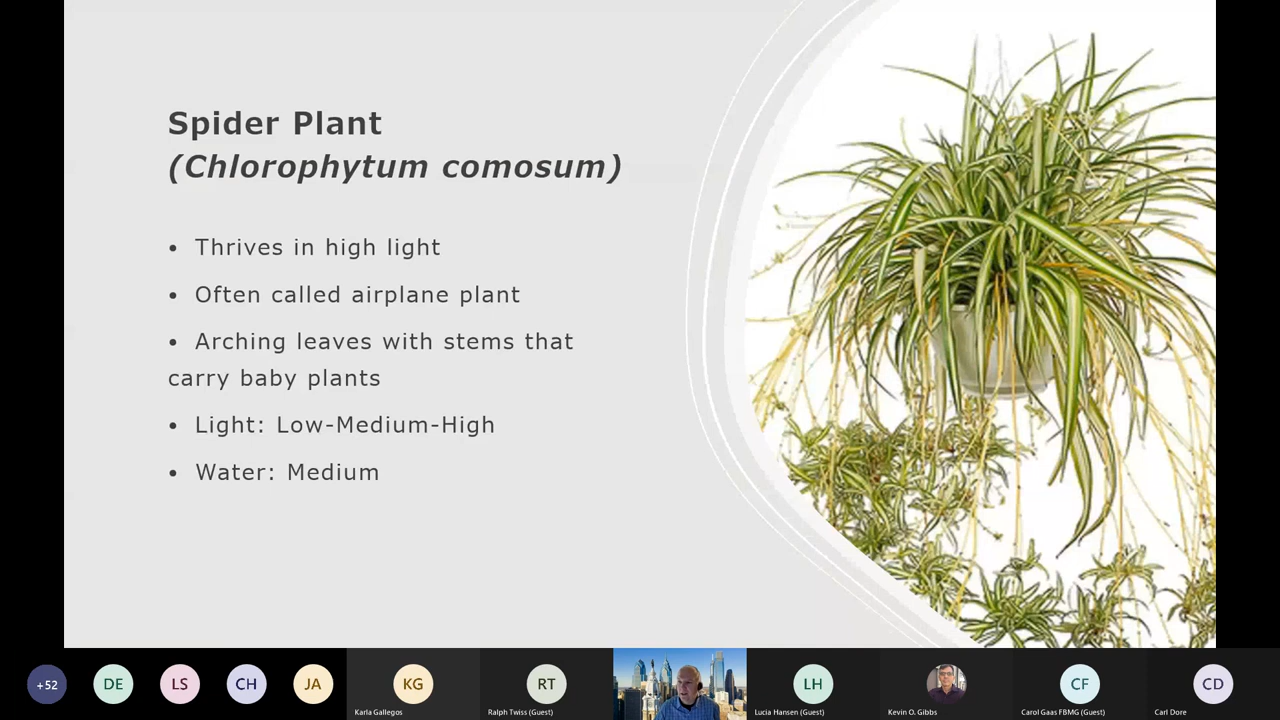 Spider Plant
(Chlorophytum comosum)
• Thrives in high light
• Often called airplane plant
• Arching leaves with stems that
carry baby plants
• Light: Low-Medium-High
• Water: Medium
+52 DE LS CH JA KG RT LH CF CD
Karla Gallegos Ralph Twiss (Guest) Lucia Hansen (Guest) Kevin O. Gibbs Carol Gaas FBMG (Guest) Carl Dore